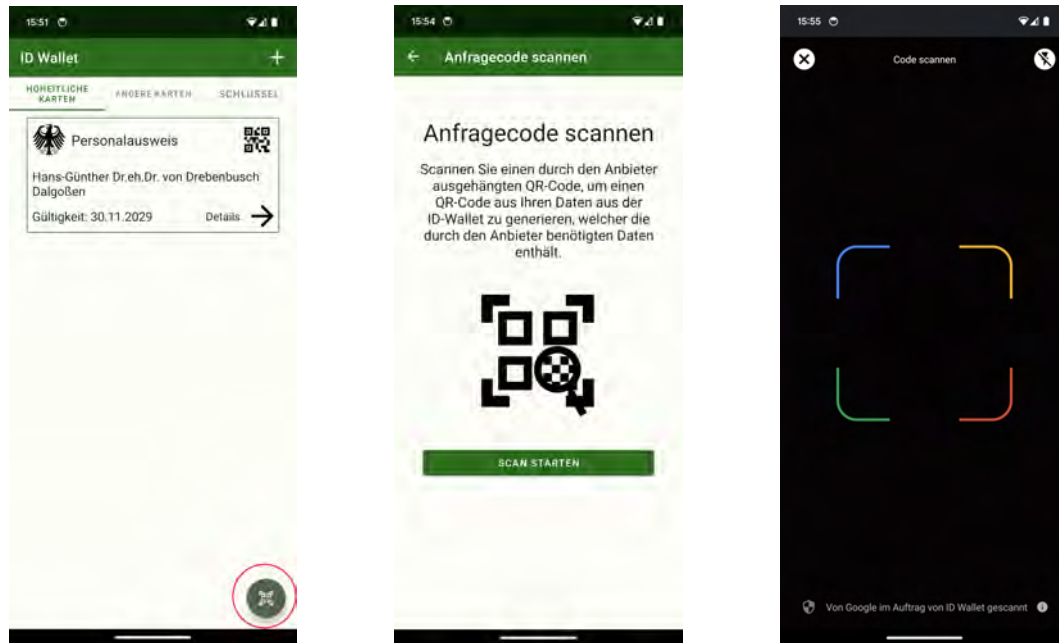 15:51
ID Wallet
HOHEITLICHE
KARTEN
ANDERE KARTEN
SCHLÜSSEL
Personalausweis
Hans-Günther Dr.eh.Dr. von Drebenbusch
Dalgoßen
Gültigkeit: 30.11.2029
Details
15:54
Anfragecode scannen
Anfragecode scannen
Scannen Sie einen durch den Anbieter
ausgehängten QR-Code, um einen
QR-Code aus Ihren Daten aus der
ID-Wallet zu generieren, welcher die
durch den Anbieter benötigten Daten
enthält.
SCAN STARTEN
15:55
Code scannen
Von Google im Auftrag von ID Wallet gescannt